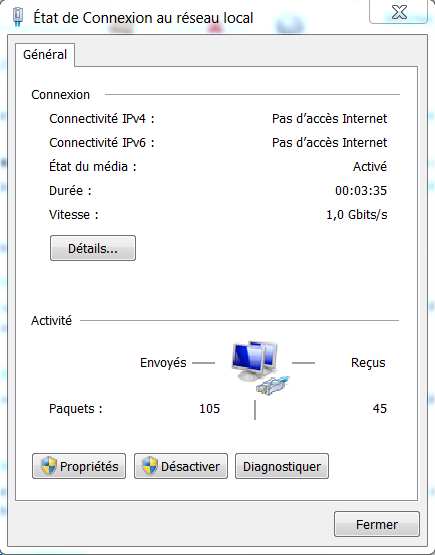 État de Connexion au réseau local
Général
Connexion
Connectivité IPv4 : Pas d'accès Internet
Connectivité IPv6 : Pas d'accès Internet
État du média : Activé
Durée : 00:03:35
Vitesse : 1,0 Gbits/s
Détails...
Activité
Envoyés Reçus
Paquets : 105 45
Propriétés Désactiver Diagnostiquer
Fermer